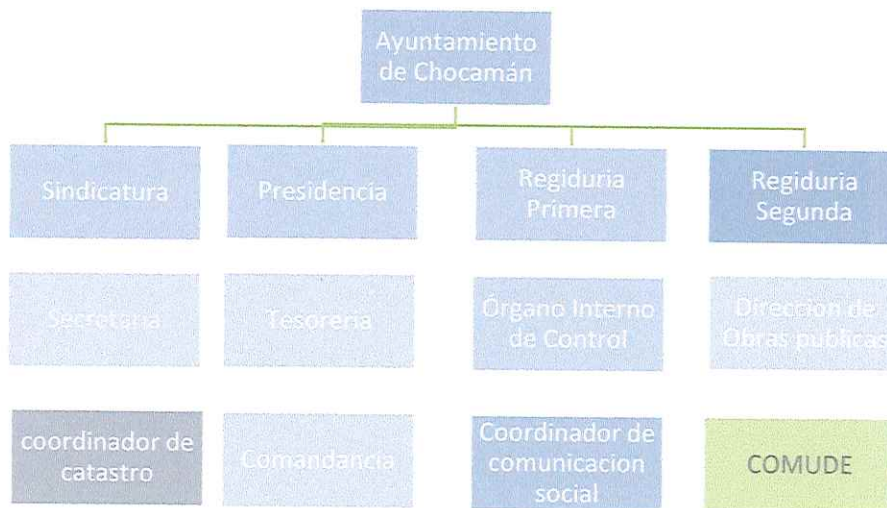 Ayuntamiento
de Chocamán
Sindicatura
Presidencia
Regiduria
Primera
Regiduria
Segunda
Secretaria
Tesoreria
Órgano Interno
de Control
Direccion de
Obras publicas
coordinador de
catastro
Comandancia
Coordinador de
comunicacion
social
COMUDE